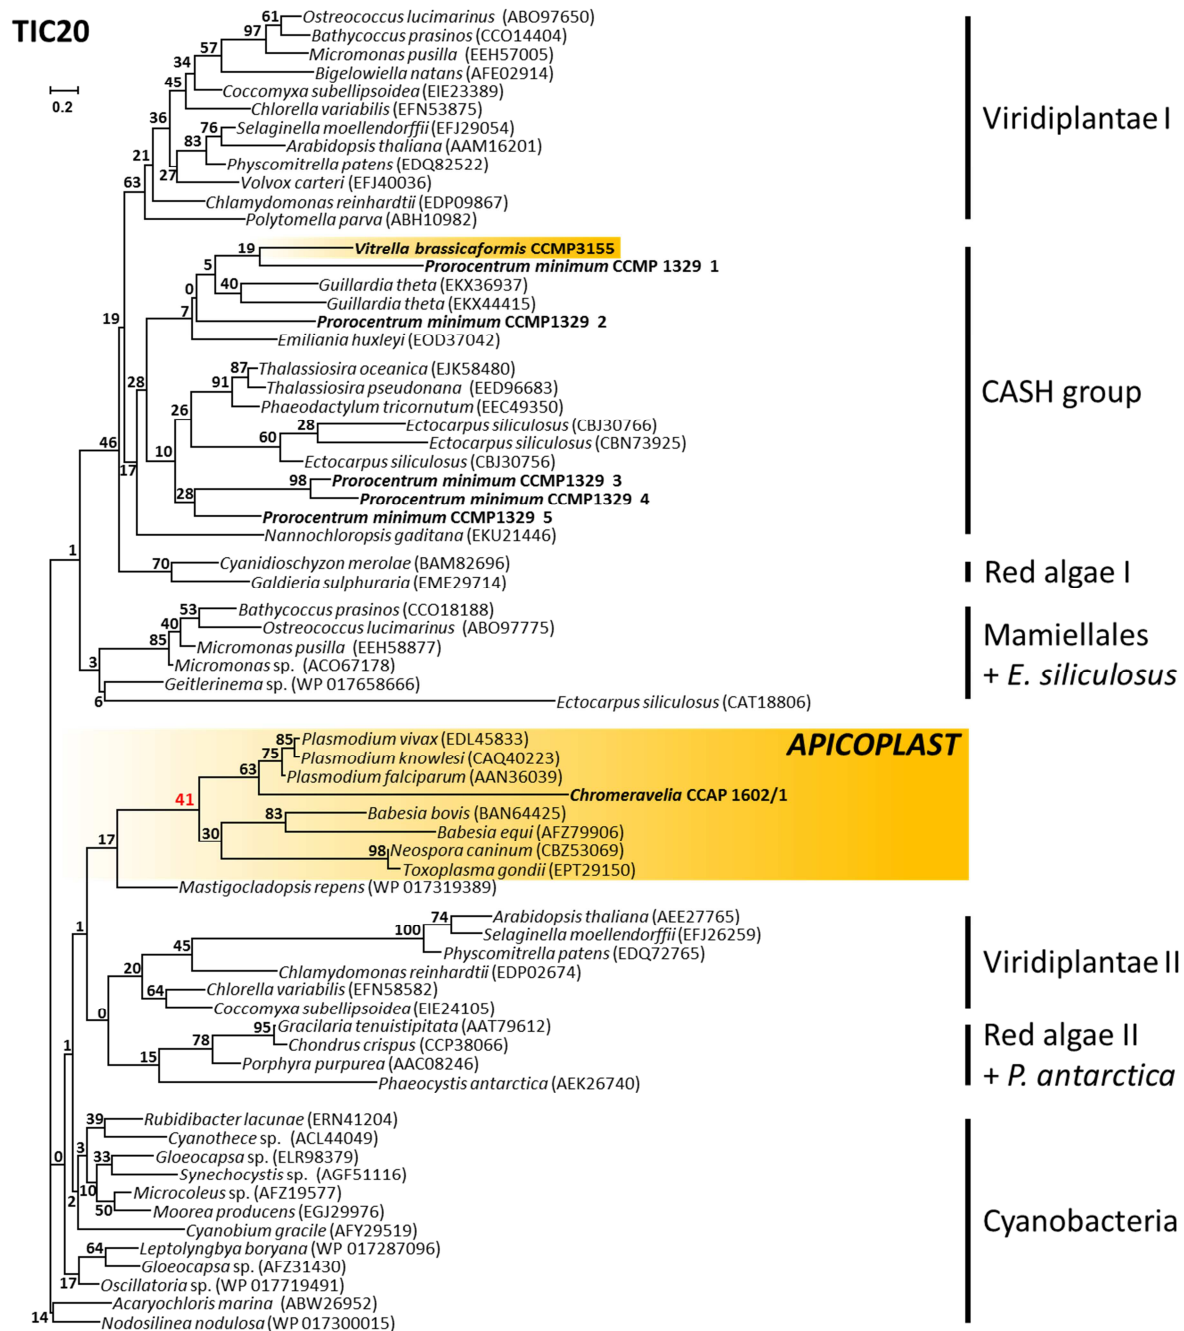 TIC20
0.2
61 Ostreococcus lucimarinus (ABO97650)
97 Bathycoccus prasinos (CCO14404)
57 Micromonas pusilla (EEH57005)
34 Bigelowiella natans (AFE02914)
45 Coccomyxa subellipsoidea (EIE23389)
Chlorella variabilis (EFN53875)
36 76 Selaginella moellendorffii (EFJ29054)
83 Arabidopsis thaliana (AAM16201)
21 Physcomitrella patens (EDQ82522)
63 27 Volvox carteri (EFJ40036)
Chlamydomonas reinhardtii (EDP09867)
Polytomella parva (ABH10982)
Viridiplantae I
19 Vitrella brassicaformis CCMP3155
5 Prorocentrum minimum CCMP 1329 1
40 Guillardia theta (EKX36937)
0 Guillardia theta (EKX44415)
7 Prorocentrum minimum CCMP1329 2
19 Emiliania huxleyi (EOD37042)
87 Thalassiosira oceanica (EJK58480)
28 91 Thalassiosira pseudonana (EED96683)
26 Phaeodactylum tricornutum (EEC49350)
28 Ectocarpus siliculosus (CBJ30766)
46 60 Ectocarpus siliculosus (CBN73925)
17 10 Ectocarpus siliculosus (CBJ30756)
98 Prorocentrum minimum CCMP1329 3
28 Prorocentrum minimum CCMP1329 4
Prorocentrum minimum CCMP1329 5
Nannochloropsis gaditana (EKU21446)
CASH group
1 70 Cyanidioschyzon merolae (BAM82696)
Galdieria sulphuraria (EME29714)
Red algae I
53 Bathycoccus prasinos (CCO18188)
40 Ostreococcus lucimarinus (ABO97775)
85 Micromonas pusilla (EEH58877)
3 Micromonas sp. (ACO67178)
Geitlerinema sp. (WP 017658666)
6 Ectocarpus siliculosus (CAT18806)
Mamiellales
+ E. siliculosus
APICOPLAST
85 Plasmodium vivax (EDL45833)
75 Plasmodium knowlesi (CAQ40223)
63 Plasmodium falciparum (AAN36039)
41 Chromeravelia CCAP 1602/1
83 Babesia bovis (BAN64425)
30 Babesia equi (AFZ79906)
17 98 Neospora caninum (CBZ53069)
Toxoplasma gondii (EPT29150)
Mastigocladopsis repens (WP 017319389)
1 74 Arabidopsis thaliana (AEE27765)
100 Selaginella moellendorffii (EFJ26259)
45 Physcomitrella patens (EDQ72765)
20 Chlamydomonas reinhardtii (EDP02674)
64 Chlorella variabilis (EFN58582)
0 Coccomyxa subellipsoidea (EIE24105)
Viridiplantae II
95 Gracilaria tenuistipitata (AAT79612)
78 Chondrus crispus (CCP38066)
1 15 Porphyra purpurea (AAC08246)
Phaeocystis antarctica (AEK26740)
Red algae II
+ P. antarctica
39 Rubidibacter lacunae (ERN41204)
Cyanothece sp. (ACL44049)
0 3 33 Gloeocapsa sp. (ELR98379)
Synechocystis sp. (AGF51116)
2 10 Microcoleus sp. (AFZ19577)
50 Moorea producens (EGJ29976)
Cyanobium gracile (AFY29519)
64 Leptolyngbya boryana (WP 017287096)
Gloeocapsa sp. (AFZ31430)
17 Oscillatoria sp. (WP 017719491)
Acaryochloris marina (ABW26952)
14 Nodosilinea nodulosa (WP 017300015)
Cyanobacteria